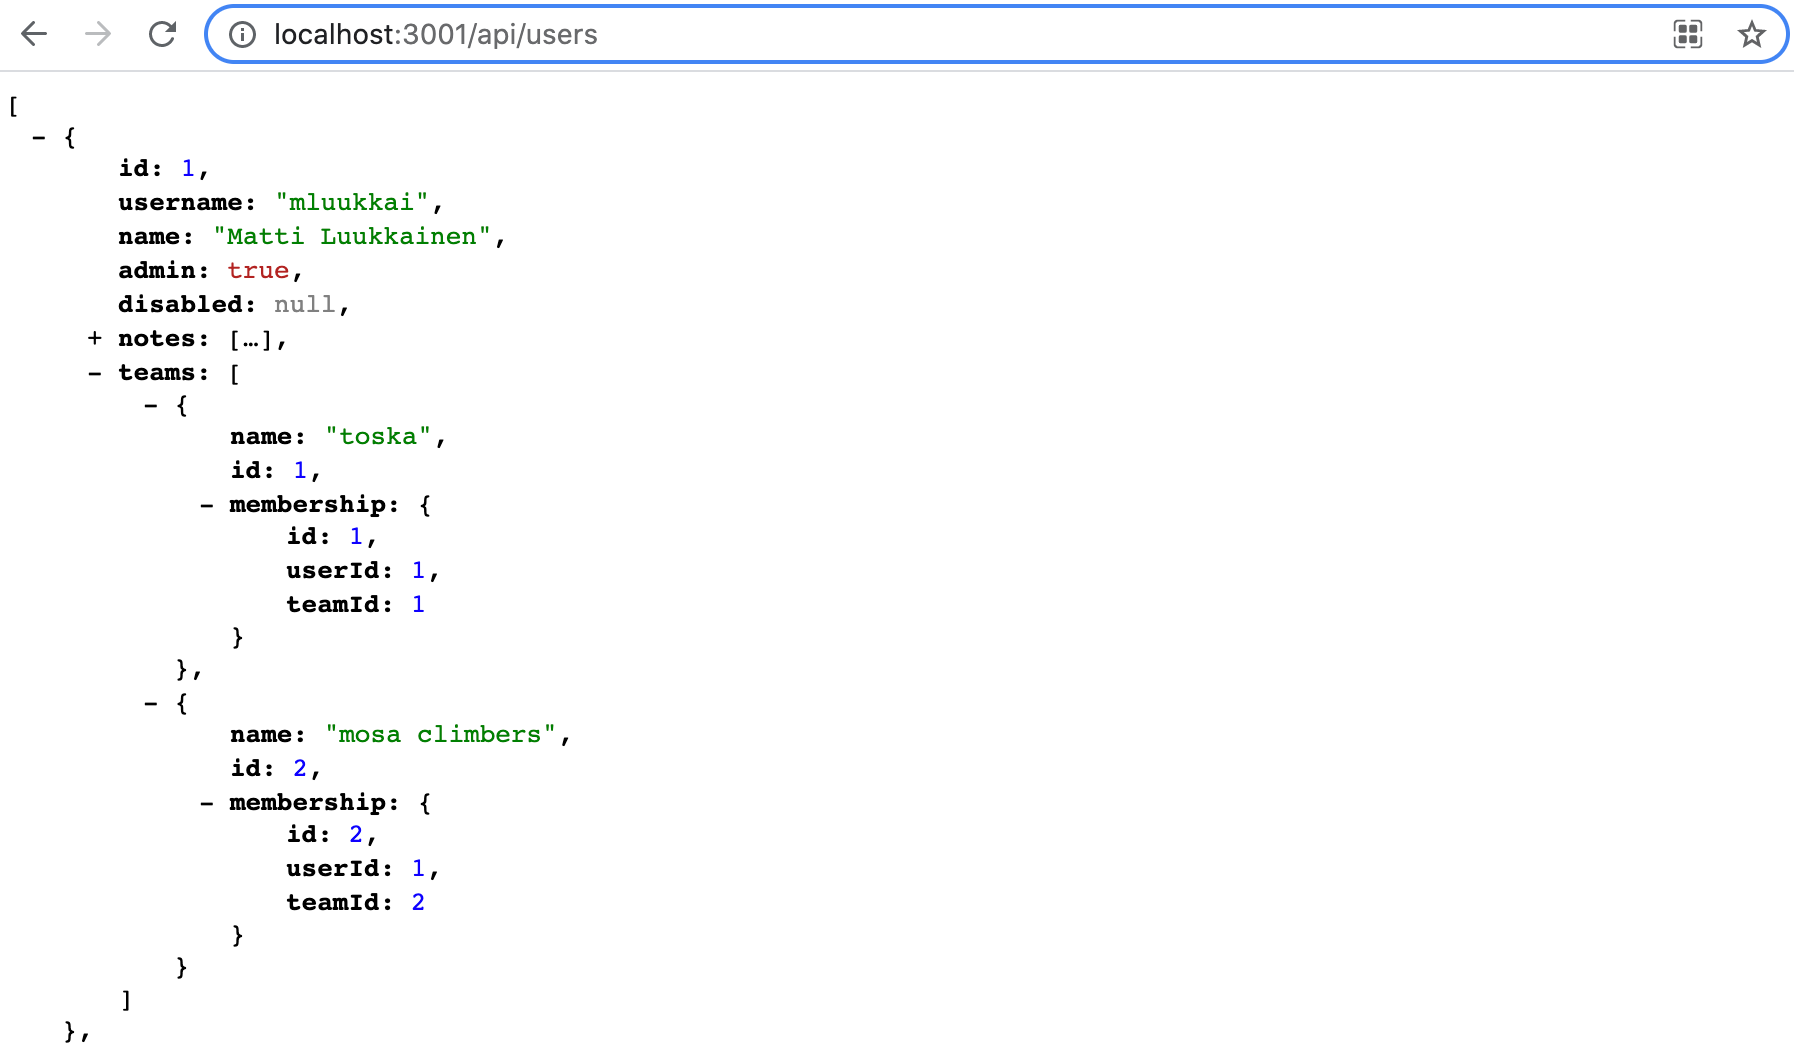 localhost:3001/api/users
[
- {
id: 1,
username: "mluukkai",
name: "Matti Luukkainen",
admin: true,
disabled: null,
+ notes: […],
- teams: [
- {
name: "toska",
id: 1,
- membership: {
id: 1,
userId: 1,
teamId: 1
}
},
- {
name: "mosa climbers",
id: 2,
- membership: {
id: 2,
userId: 1,
teamId: 2
}
}
]
},